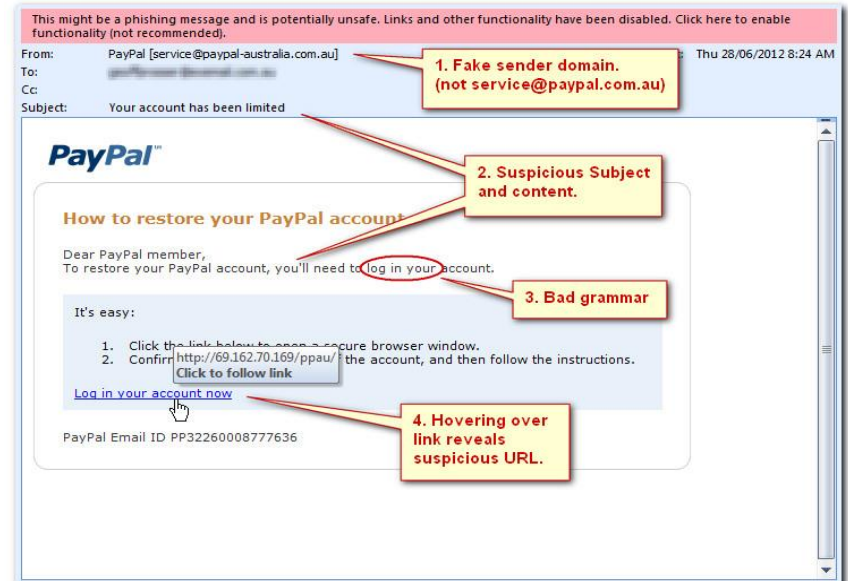 This might be a phishing message and is potentially unsafe. Links and other functionality have been disabled. Click here to enable
functionality (not recommended).
From: PayPal [service@paypal-australia.com.au]
Thu 28/06/2012 8:24 AM
To:
Cc:
Subject: Your account has been limited
1. Fake sender domain.
(not service@paypal.com.au)
PayPal™
2. Suspicious Subject
and content.
How to restore your PayPal account
Dear PayPal member,
To restore your PayPal account, you'll need to log in your account.
3. Bad grammar
It's easy:
1. Click the link below to open a secure browser window.
2. Confirm the account, and then follow the instructions.
http://69.162.70.169/ppau/
Click to follow link
Log in your account now
4. Hovering over
link reveals
suspicious URL.
PayPal Email ID PP32260008777636